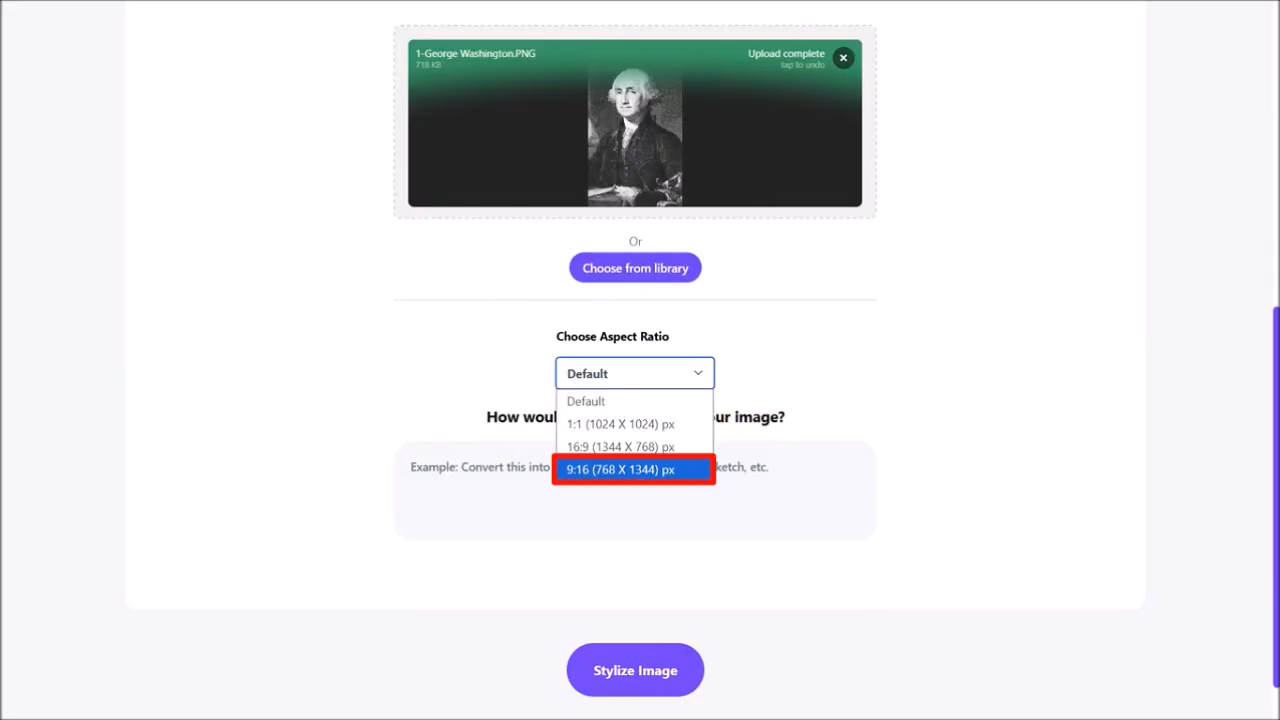 1-George Washington.PNG
718 KB
Upload complete
tap to undo
Or
Choose from library
Choose Aspect Ratio
Default
Default
1:1 (1024 X 1024) px
16:9 (1344 X 768) px
9:16 (768 X 1344) px
How woul
ur image?
Example: Convert this into
ketch, etc.
Stylize Image